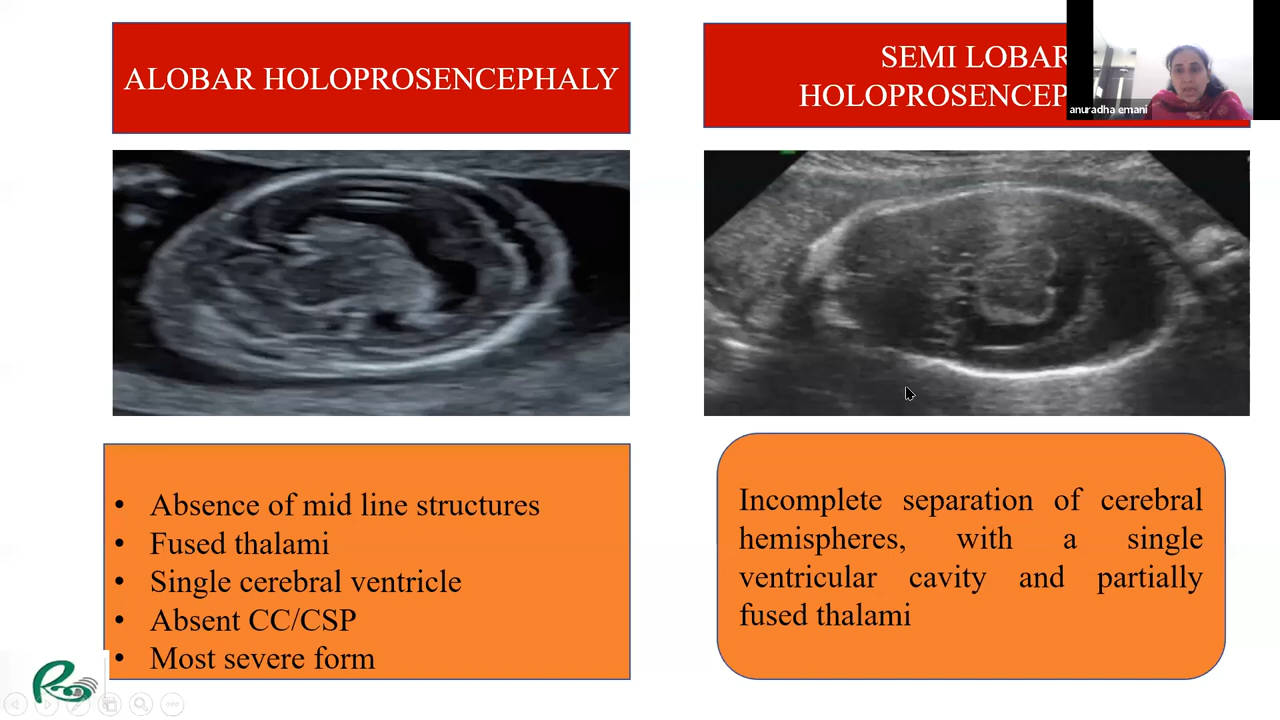 ALOBAR HOLOPROSENCEPHALY
SEMI LOBAR
anuradha emani
• Absence of mid line structures
• Fused thalami
• Single cerebral ventricle
• Absent CC/CSP
• Most severe form
Incomplete separation of cerebral
hemispheres, with a single
ventricular cavity and partially
fused thalami